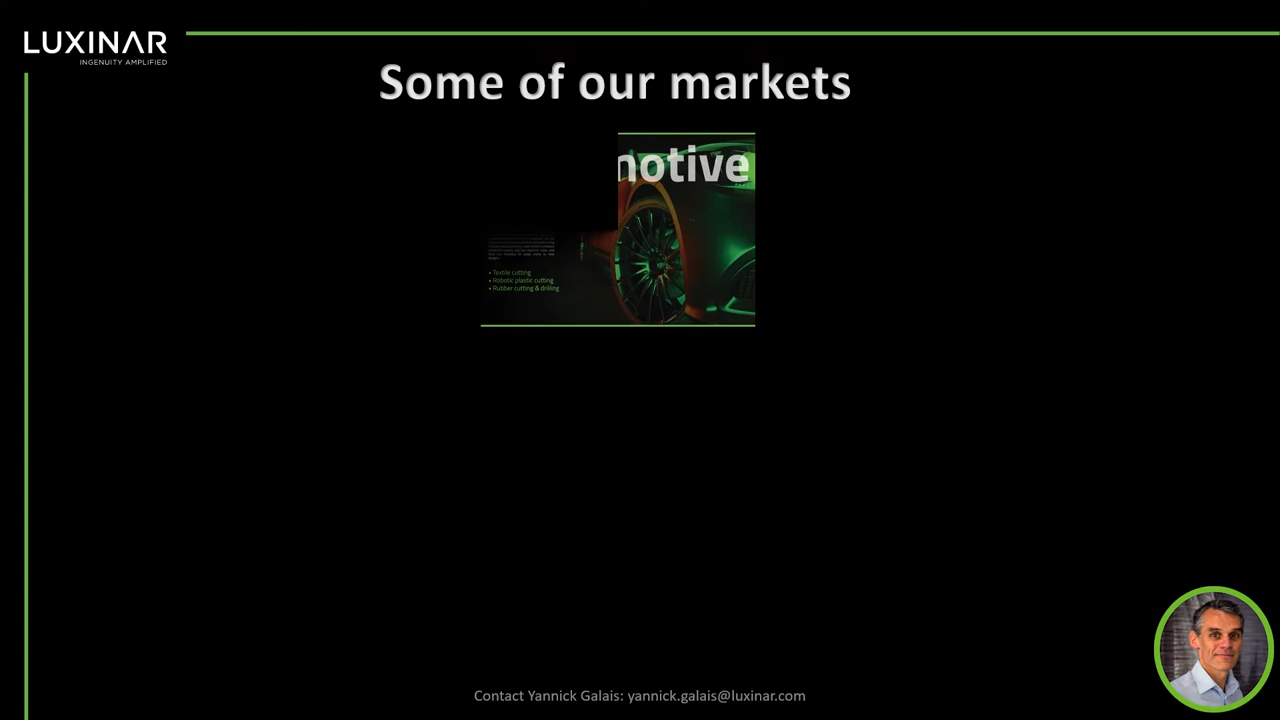 LUXINAR
INGENUITY AMPLIFIED
Some of our markets
notive
• Textile cutting
• Robotic plastic cutting
• Rubber cutting & drilling
Contact Yannick Galais: yannick.galais@luxinar.com